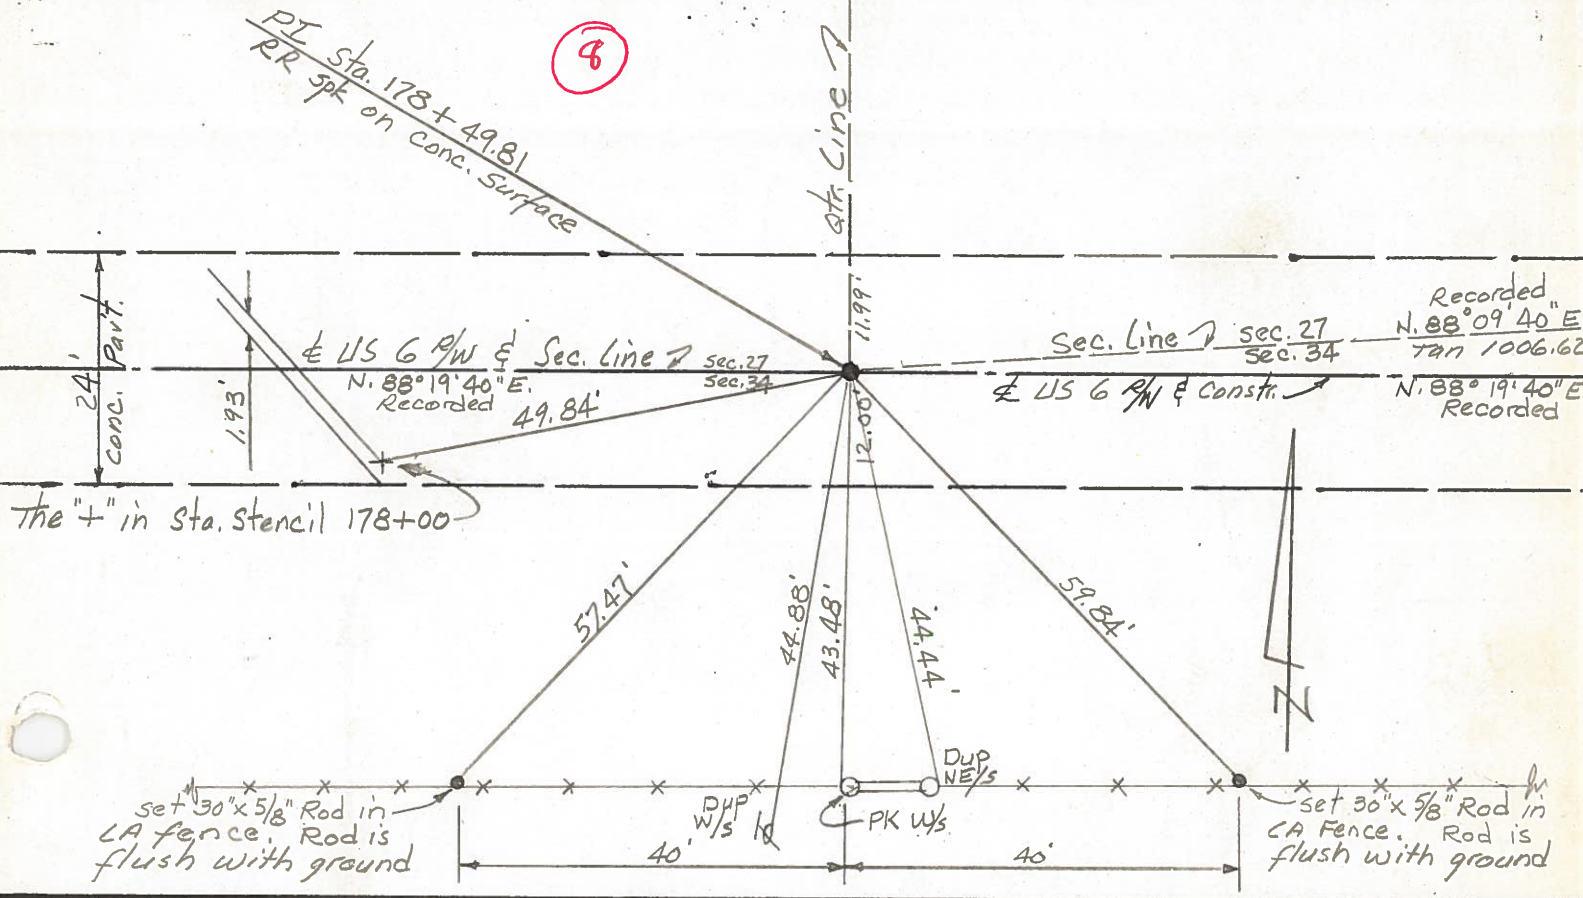 8
PI Sta. 178+49.81
RR spk on conc. Surface
Qtr. Line
11.99'
24'
Conc. Pav't.
1.93'
℄ US 6 R/W & Sec. Line
N. 88° 19' 40" E.
Recorded
sec. 27
sec. 34
Sec. Line
sec. 27
Sec. 34
Recorded
N. 88° 09' 40" E
Tan 1006.62
℄ US 6 R/W & Constr.
N. 88° 19' 40" E
Recorded
49.84'
12.00'
The "+" in Sta. Stencil 178+00
57.47'
44.88'
43.48'
44.44'
59.84'
N
set 30" x 5/8" Rod in
LA fence. Rod is
flush with ground
Dup
W/s
PK W/s
Dup
NE/s
set 30" x 5/8" Rod in
LA Fence. Rod is
flush with ground
40'
40'